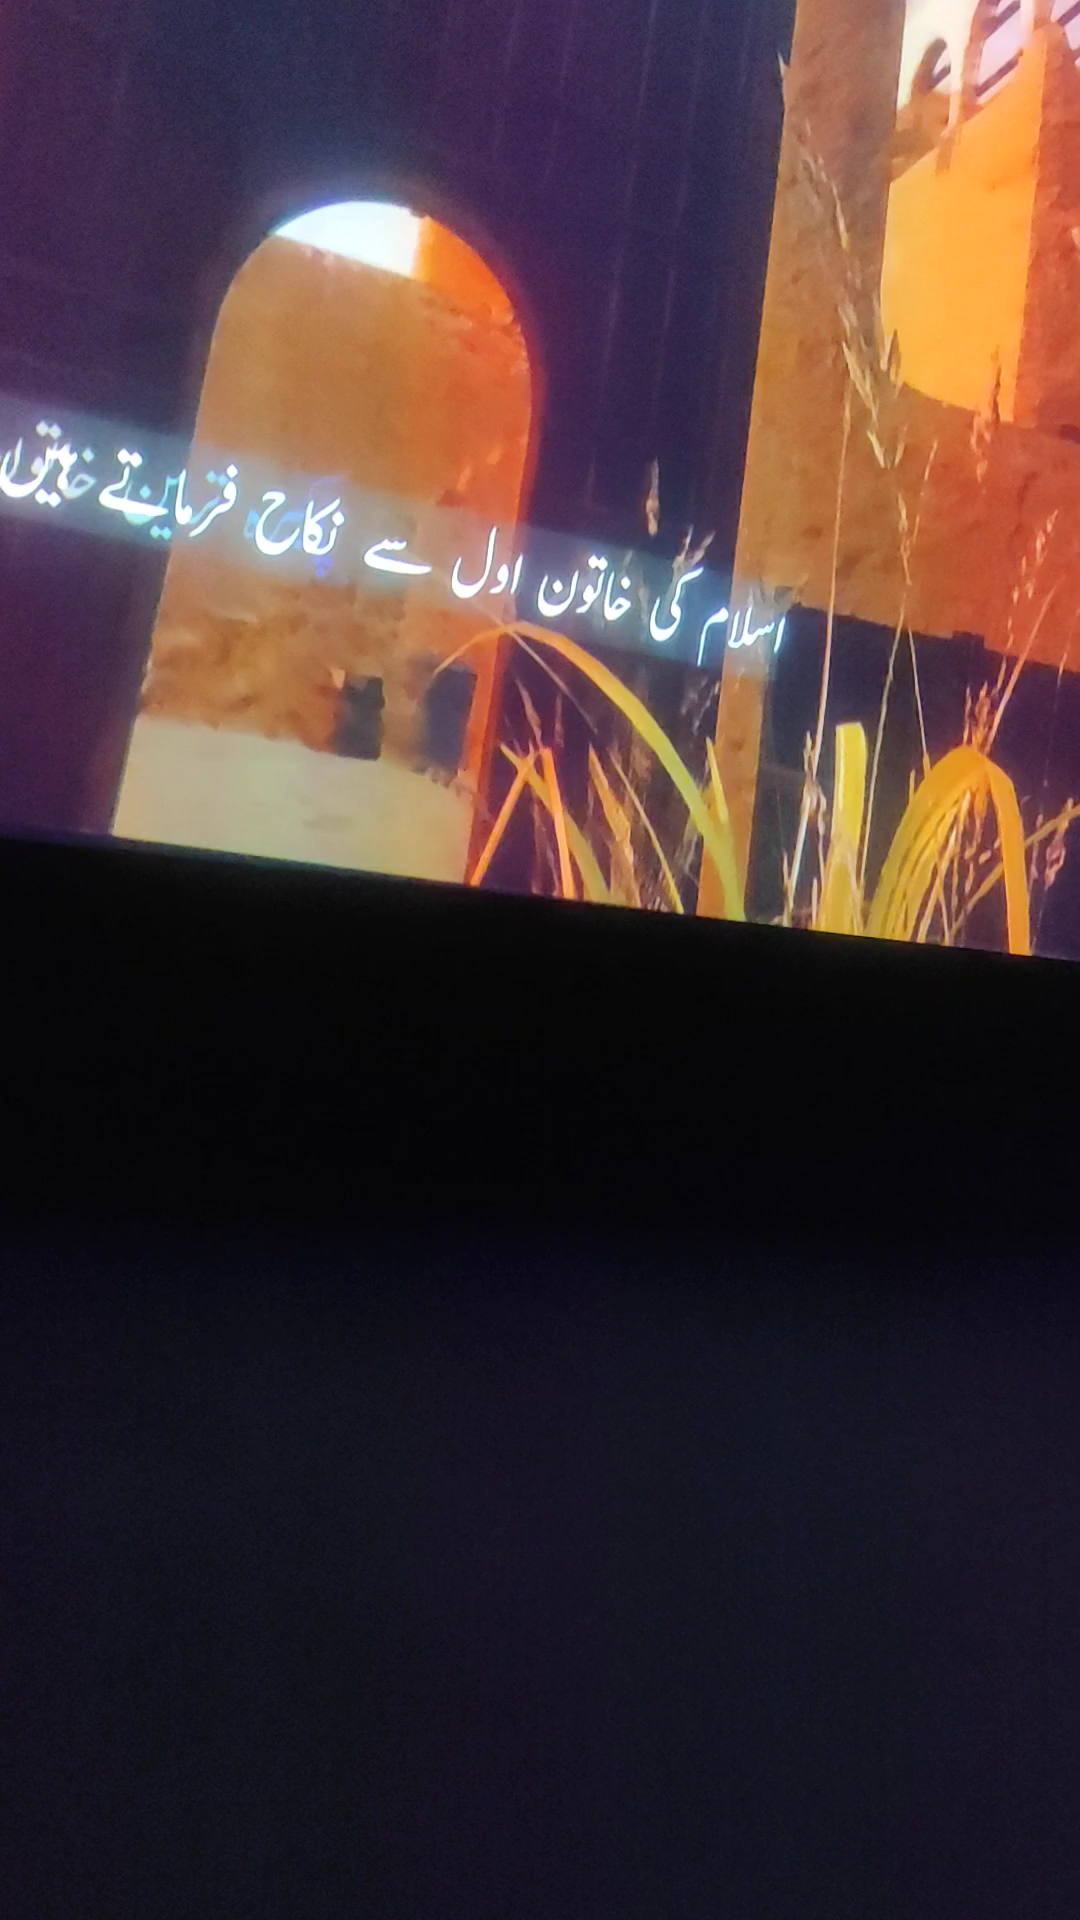 اسلام کی خاتون اول سے نکاح فرماتے